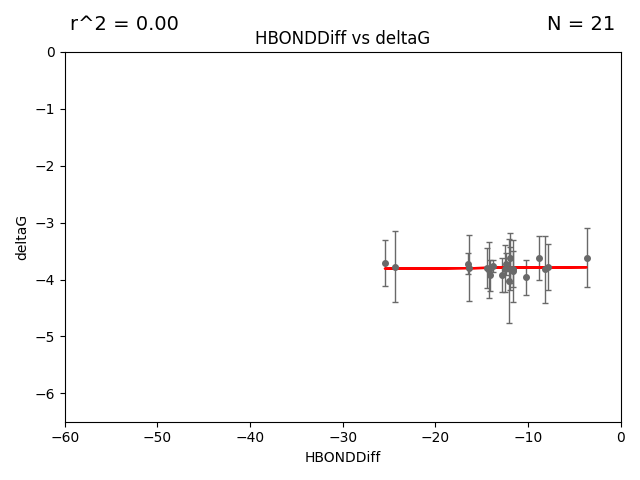 r^2 = 0.00
N = 21
HBONDDiff vs deltaG
0
−1
−2
−3
−4
−5
−6
deltaG
−60
−50
−40
−30
−20
−10
0
HBONDDiff